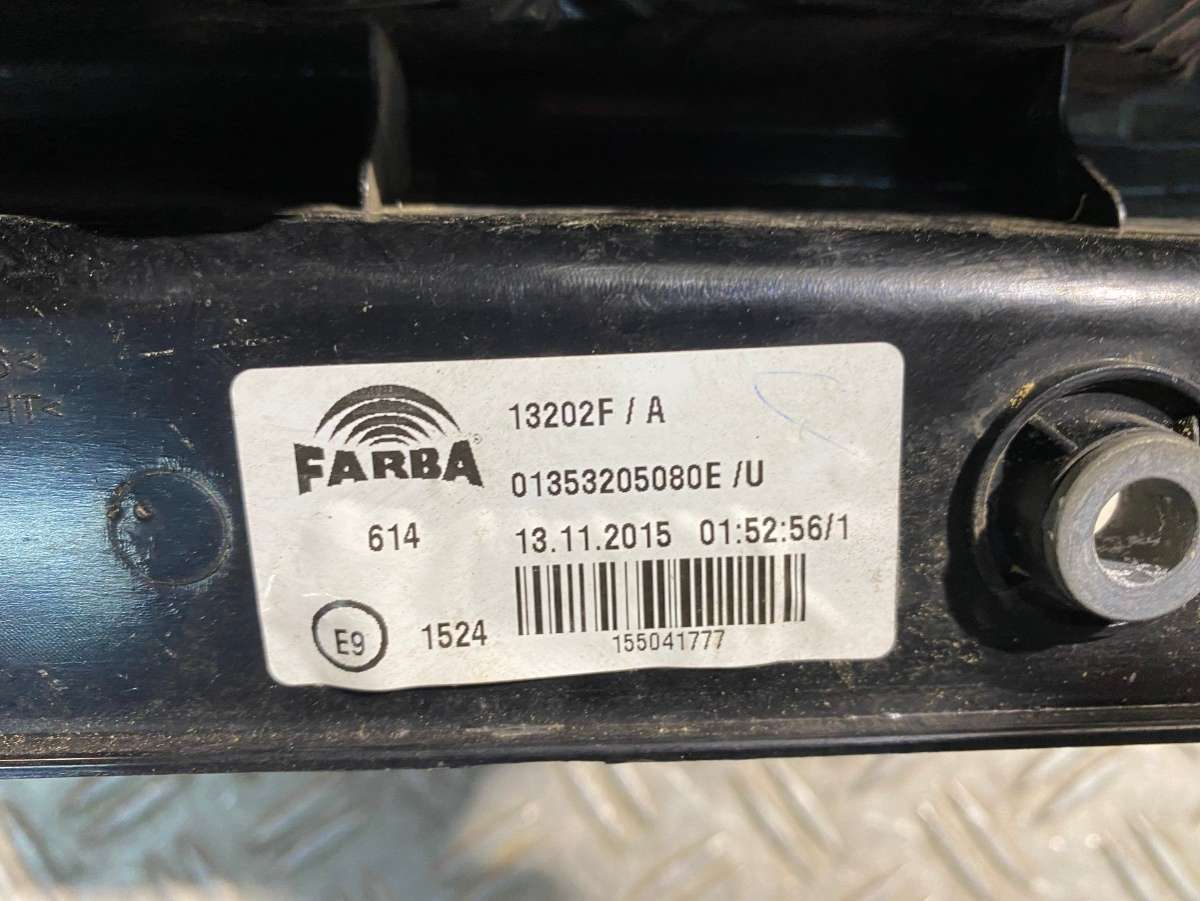 FARBA®
13202F / A
01353205080E /U
614
13.11.2015 01:52:56/1
E9
1524
155041777